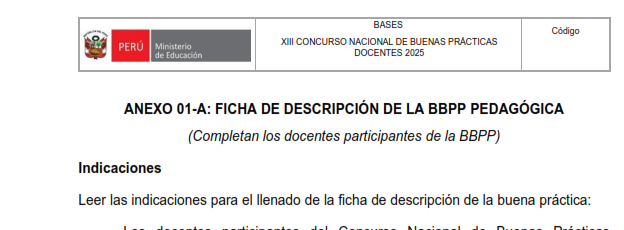 BASES
XIII CONCURSO NACIONAL DE BUENAS PRÁCTICAS
DOCENTES 2025
Código
PERÚ
Ministerio
de Educación
ANEXO 01-A: FICHA DE DESCRIPCIÓN DE LA BBPP PEDAGÓGICA
(Completan los docentes participantes de la BBPP)
Indicaciones
Leer las indicaciones para el llenado de la ficha de descripción de la buena práctica:
Los docentes participantes del Concurso Nacional de Buenas Prácticas